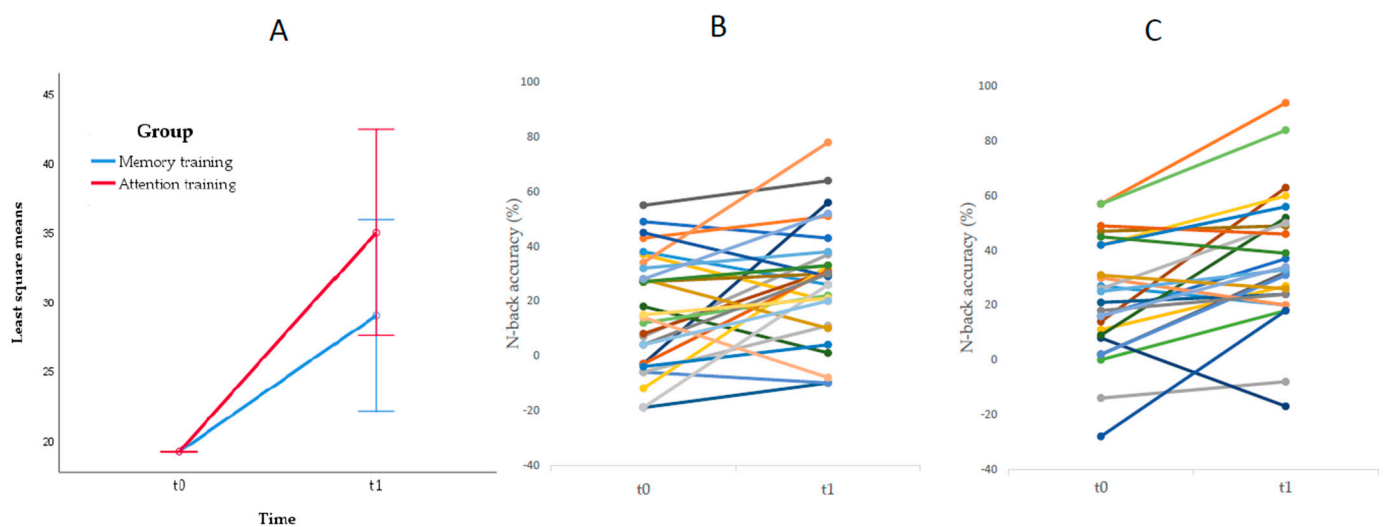 A
B
C
Least square means
45
40
35
30
25
20
Group
Memory training
Attention training
t0
t1
Time
N-back accuracy (%)
100
80
60
40
20
0
-20
-40
t0
t1
N-back accuracy (%)
100
80
60
40
20
0
-20
-40
t0
t1